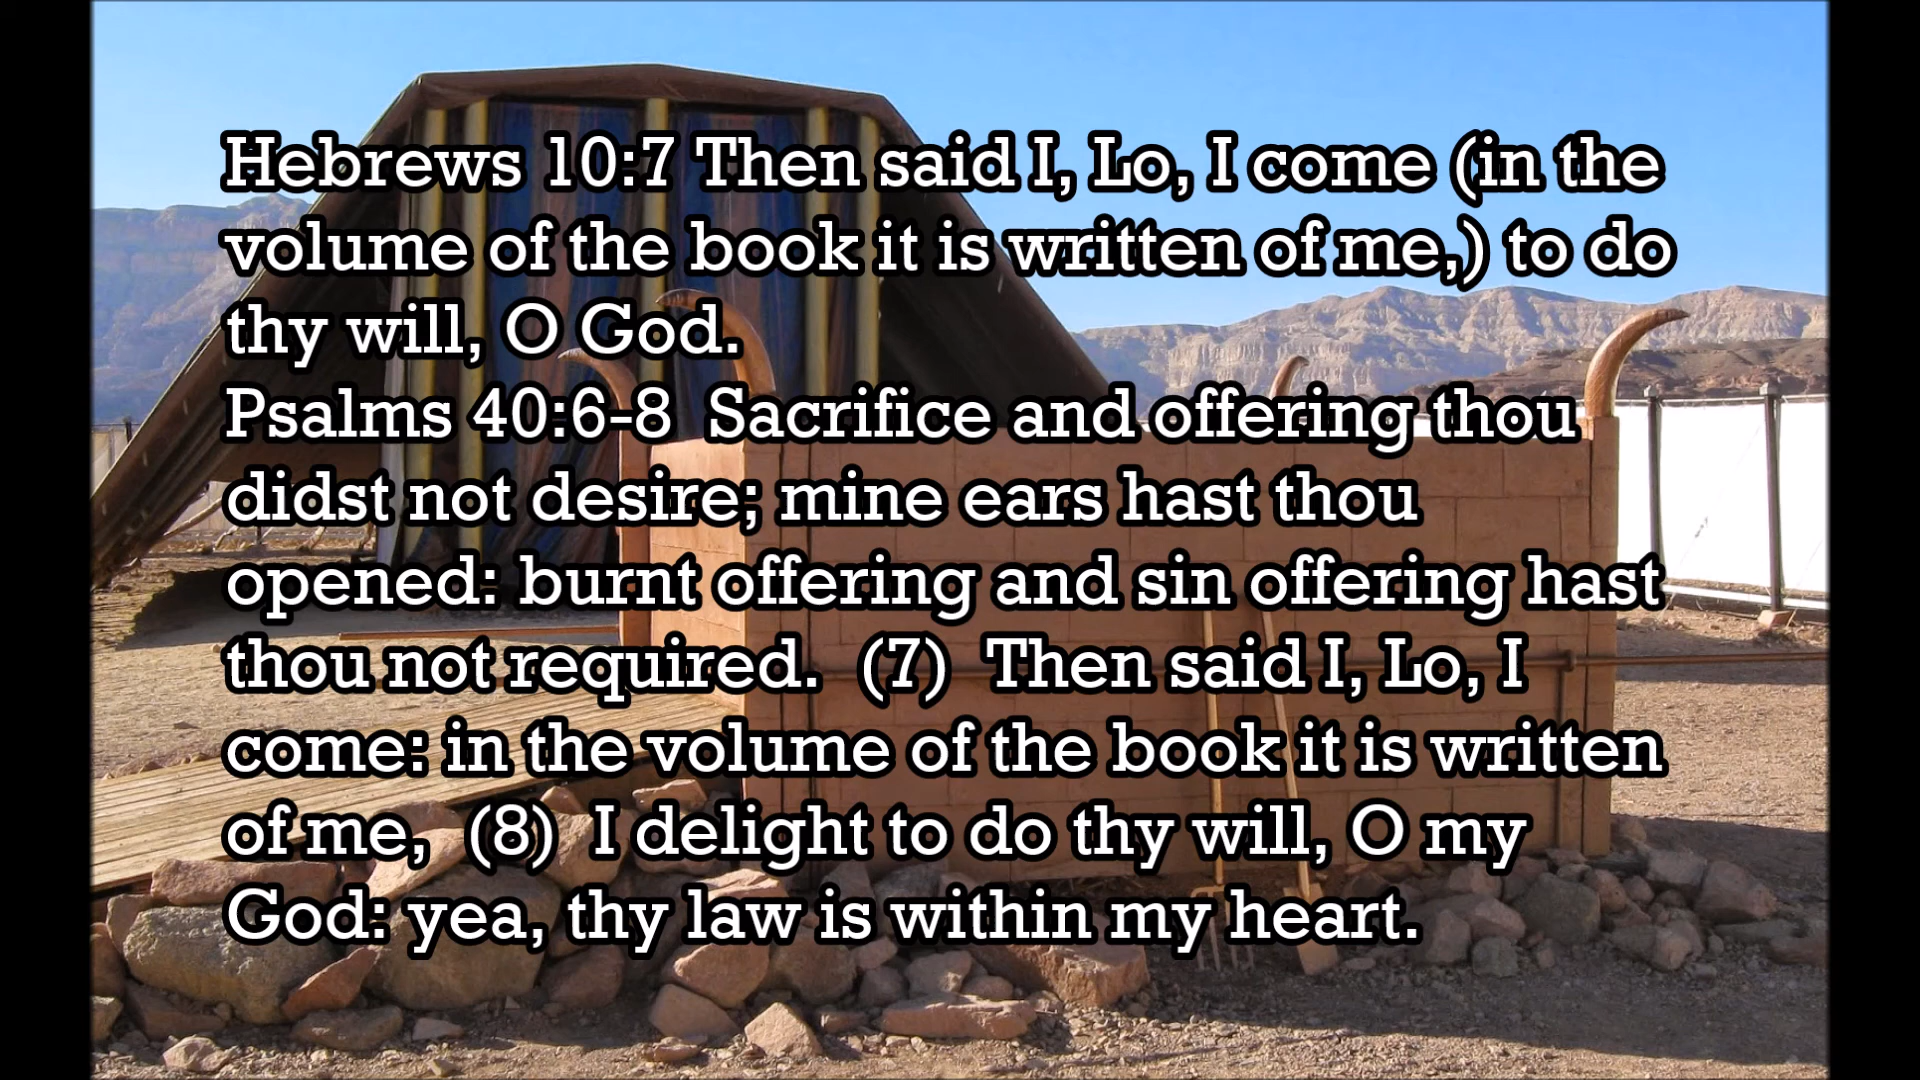 Hebrews 10:7 Then said I, Lo, I come (in the
volume of the book it is written of me,) to do
thy will, O God.
Psalms 40:6-8  Sacrifice and offering thou
didst not desire; mine ears hast thou
opened: burnt offering and sin offering hast
thou not required.  (7)  Then said I, Lo, I
come: in the volume of the book it is written
of me,  (8)  I delight to do thy will, O my
God: yea, thy law is within my heart.